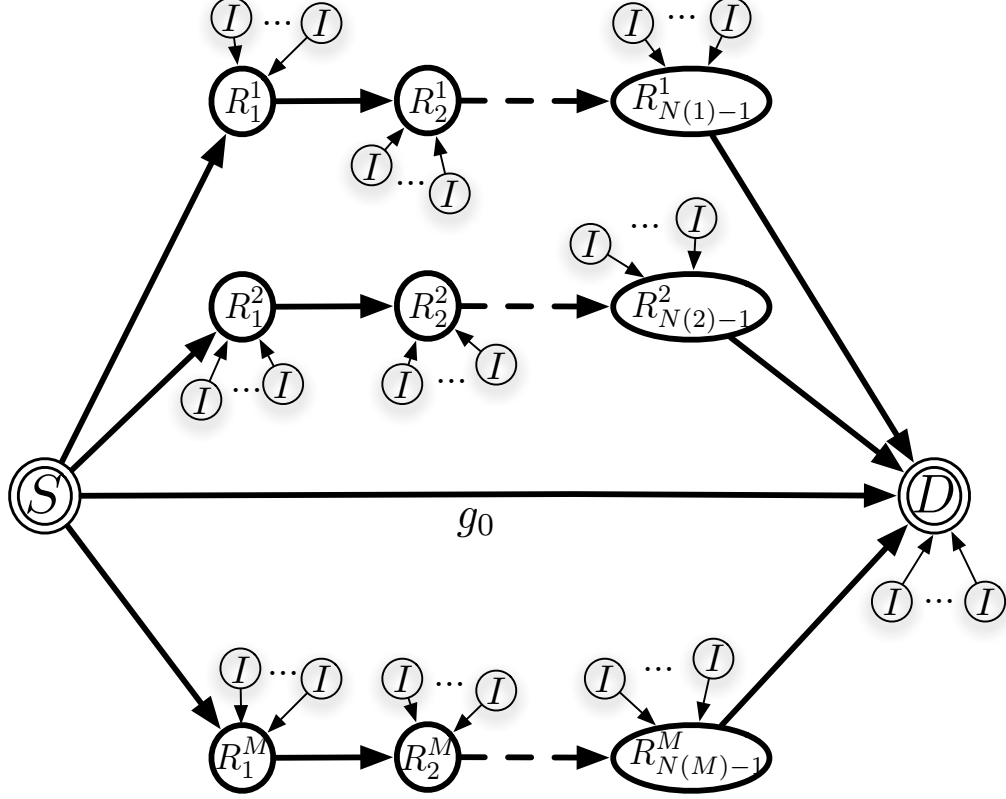 I ... I I ... I
R_1^1 R_2^1 R_{N(1)-1}^1
I ... I
I ... I
R_1^2 R_2^2 R_{N(2)-1}^2
I ... I I ... I
S D
g_0
I ... I
I ... I I ... I I ... I
R_1^M R_2^M R_{N(M)-1}^M